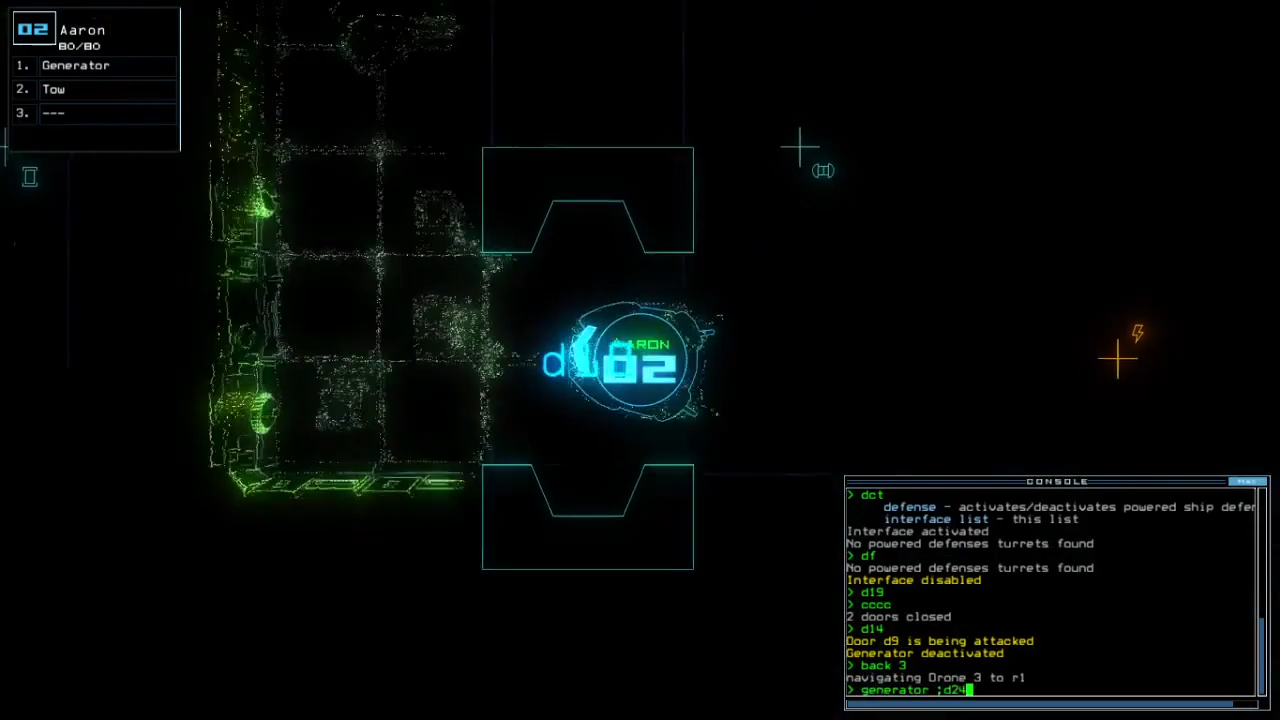 02 Aaron
80/80
1. Generator
2. Tow
3. ---
AARON
02
CONSOLE
> dct
defense - activates/deactivates powered ship defen
interface list - this list
Interface activated
No powered defenses turrets found
> df
No powered defenses turrets found
Interface disabled
> d19
> cccc
2 doors closed
> d14
Door d9 is being attacked
Generator deactivated
> back 3
navigating Drone 3 to r1
> generator ;d24